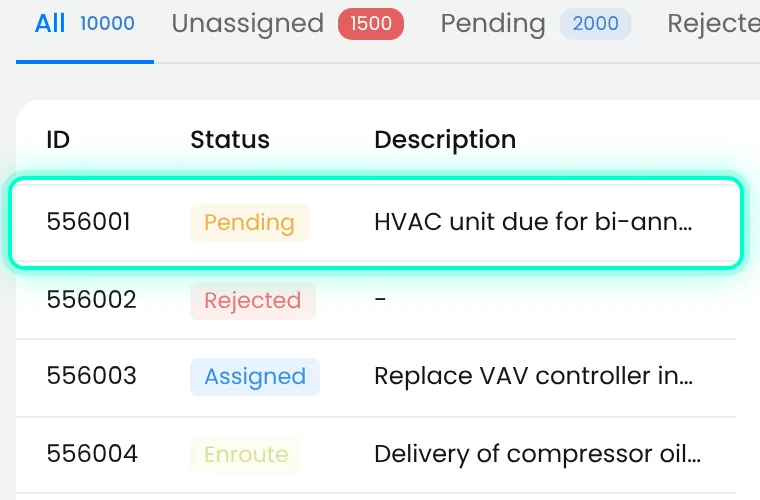 All 10000 Unassigned 1500 Pending 2000 Rejecte
ID Status Description
556001 Pending HVAC unit due for bi-ann...
556002 Rejected -
556003 Assigned Replace VAV controller in...
556004 Enroute Delivery of compressor oil...